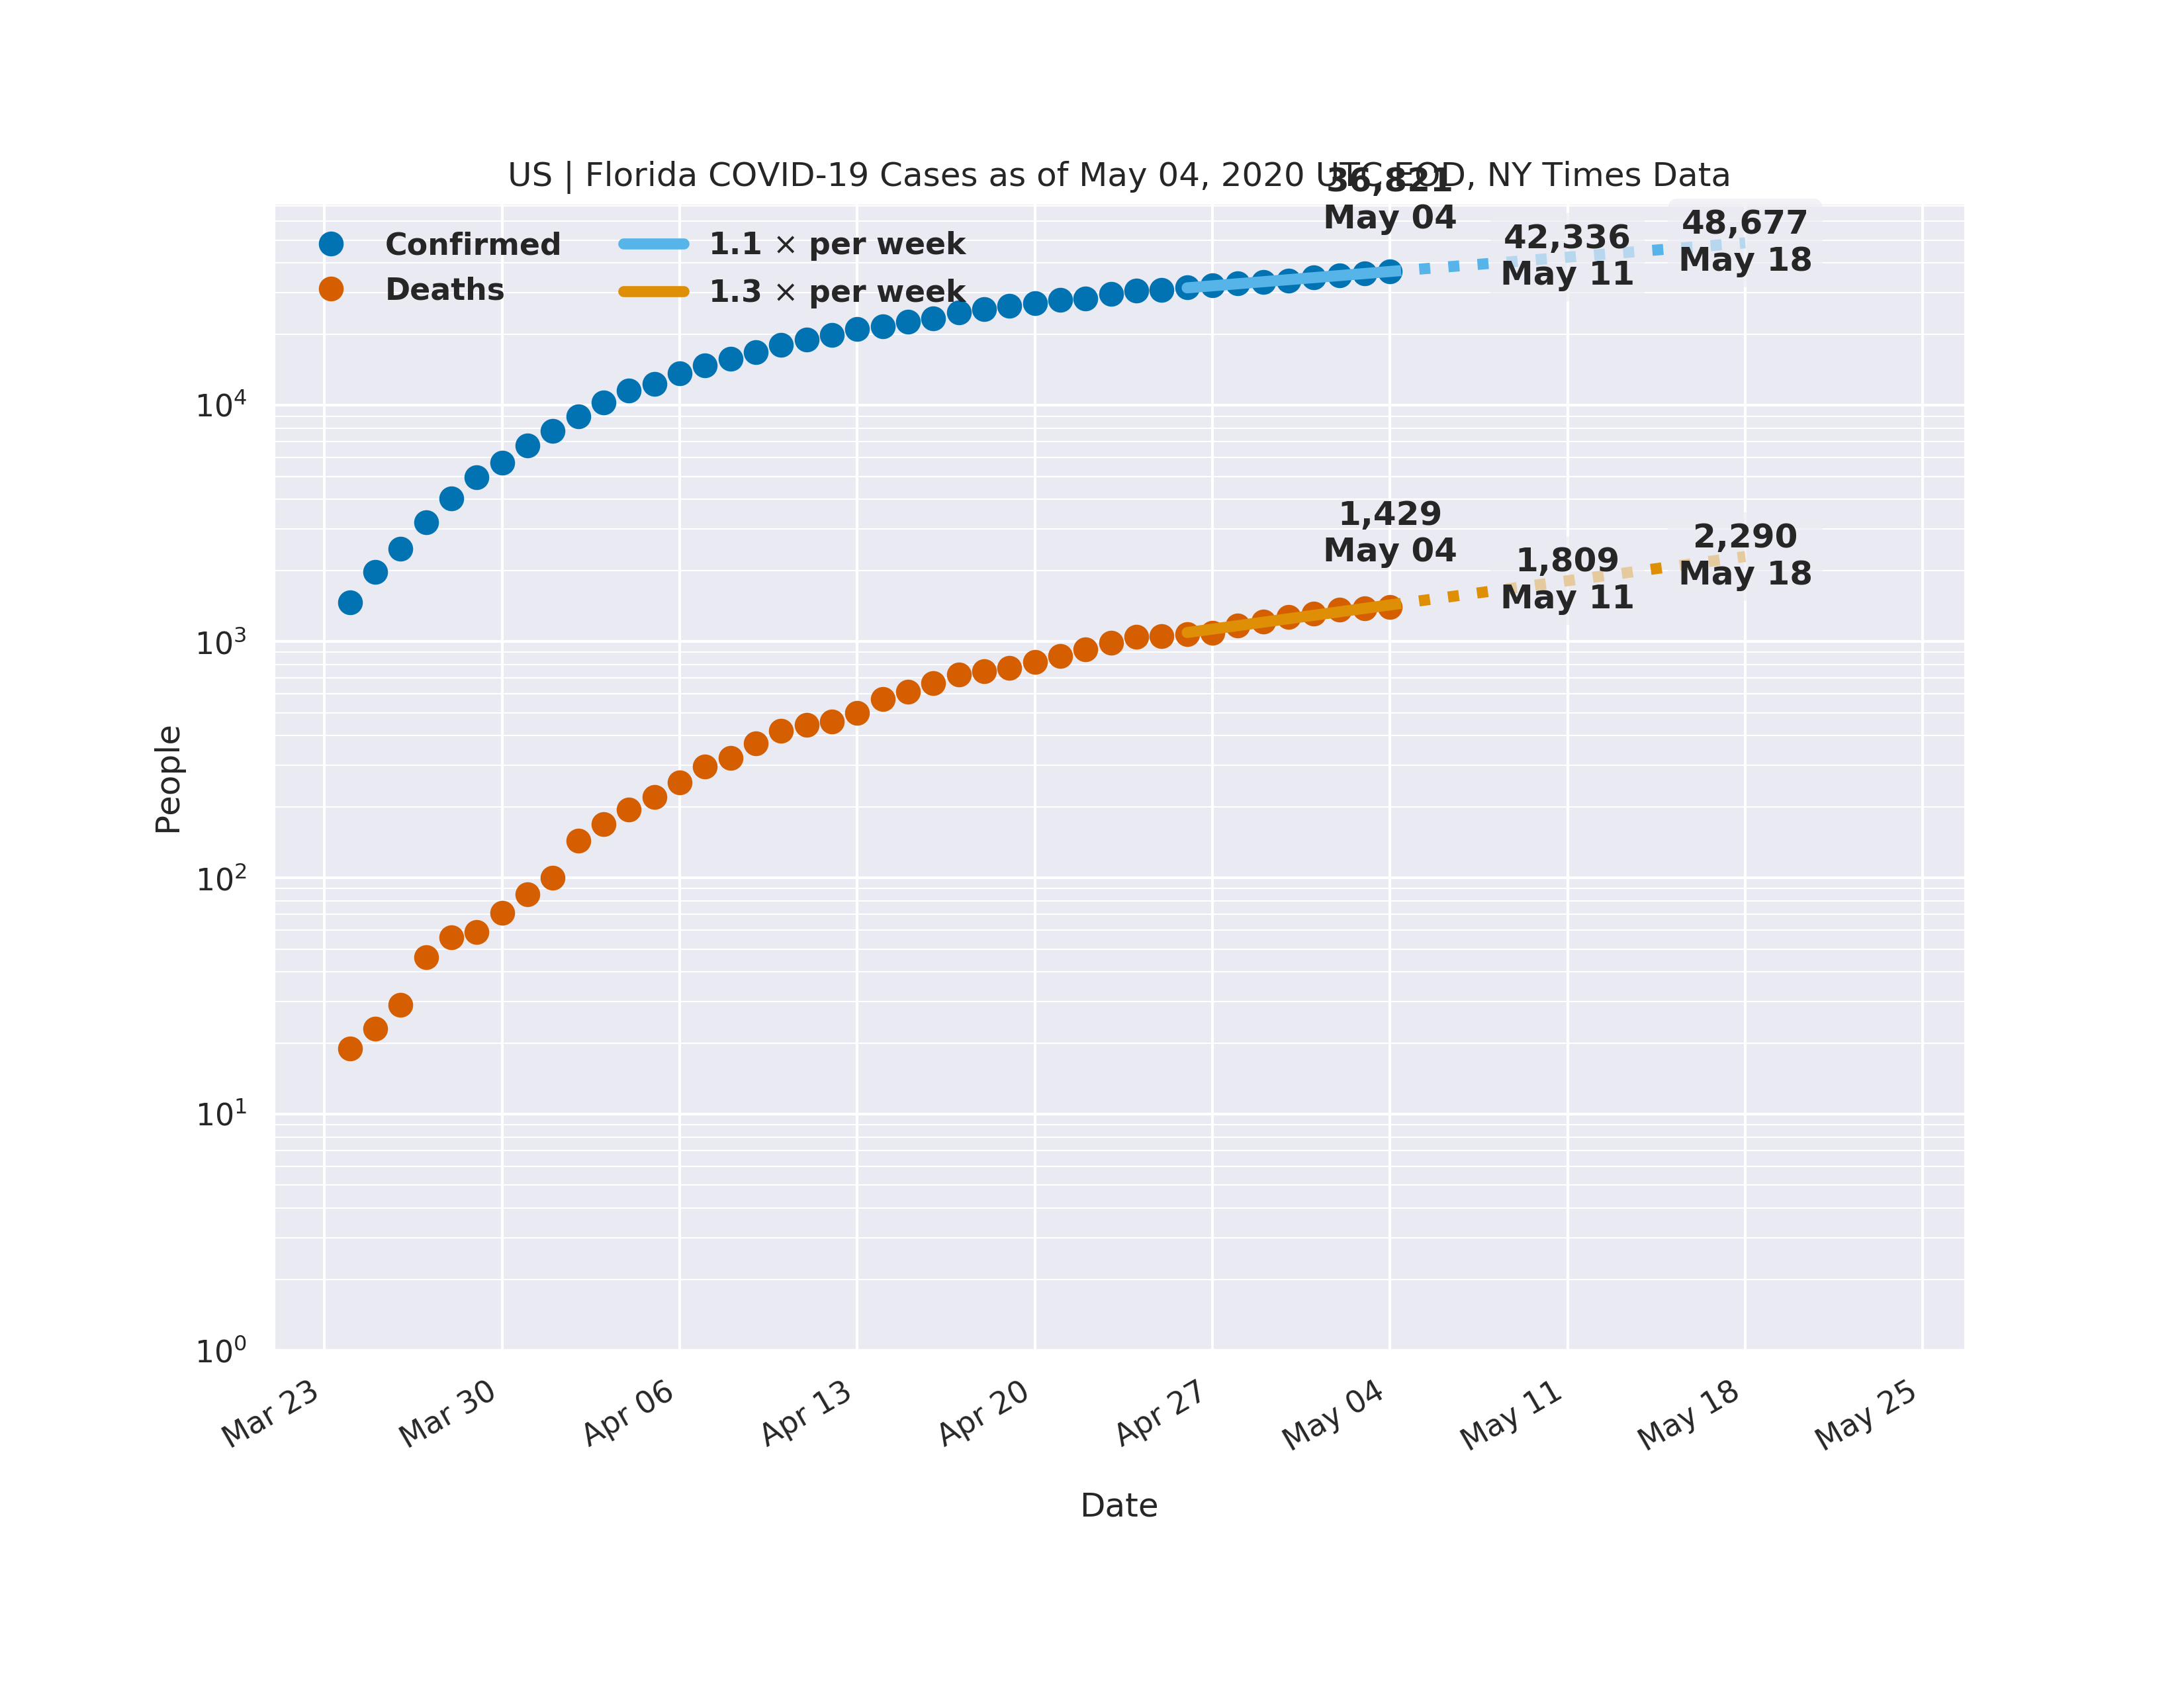 US | Florida COVID-19 Cases as of May 04, 2020 UTC EOD, NY Times Data
36,821
May 04
42,336
May 11
48,677
May 18
Confirmed
Deaths
1.1 × per week
1.3 × per week
1,429
May 04
1,809
May 11
2,290
May 18
People
10⁴
10³
10²
10¹
10⁰
Mar 23
Mar 30
Apr 06
Apr 13
Apr 20
Apr 27
May 04
May 11
May 18
May 25
Date